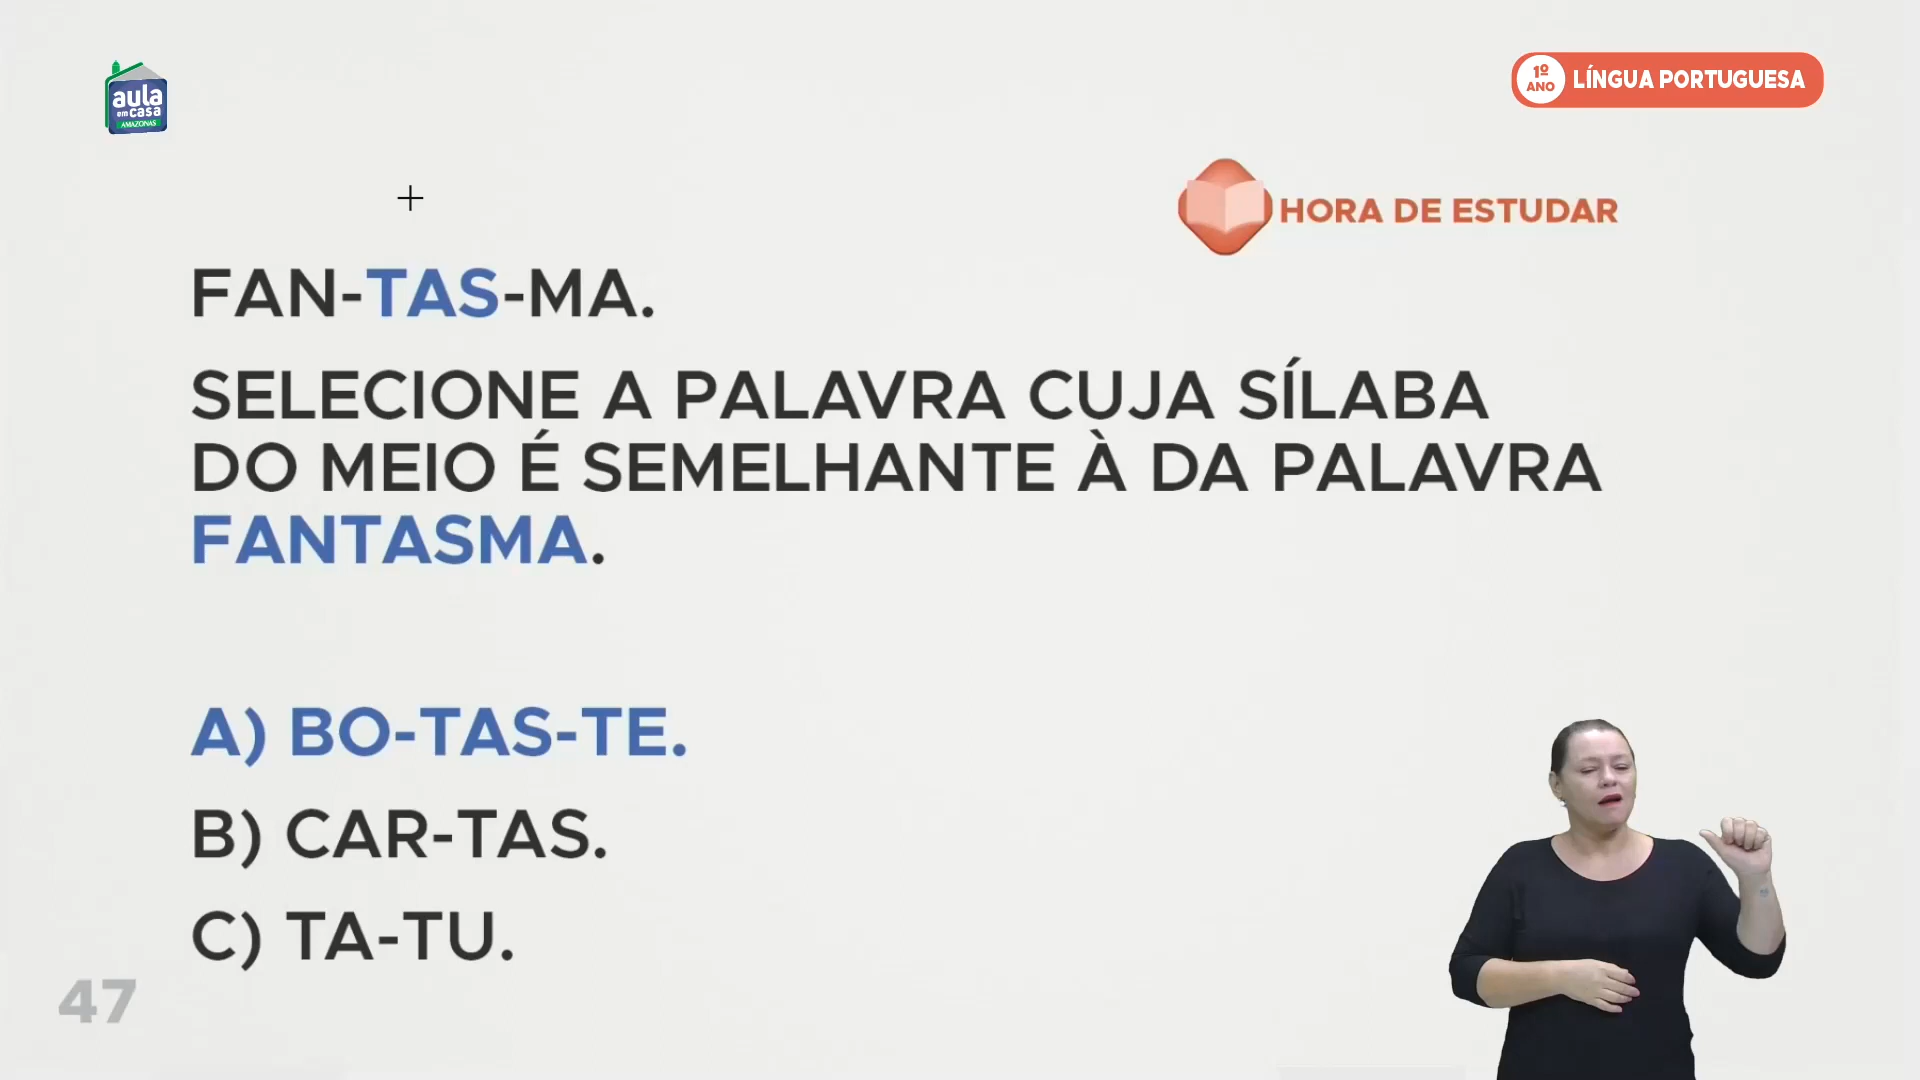 aula
em casa
AMAZONAS
1º
ANO
LÍNGUA PORTUGUESA
HORA DE ESTUDAR
FAN-TAS-MA.
SELECIONE A PALAVRA CUJA SÍLABA
DO MEIO É SEMELHANTE À DA PALAVRA
FANTASMA.
A) BO-TAS-TE.
B) CAR-TAS.
C) TA-TU.
47